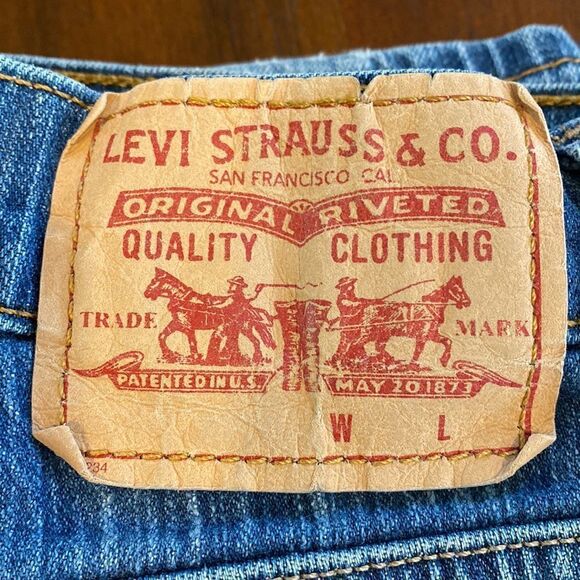 LEVI STRAUSS & CO.
SAN FRANCISCO CAL.
ORIGINAL RIVETED
QUALITY CLOTHING
TRADE MARK
PATENTED IN U.S. MAY 20 1873
W L